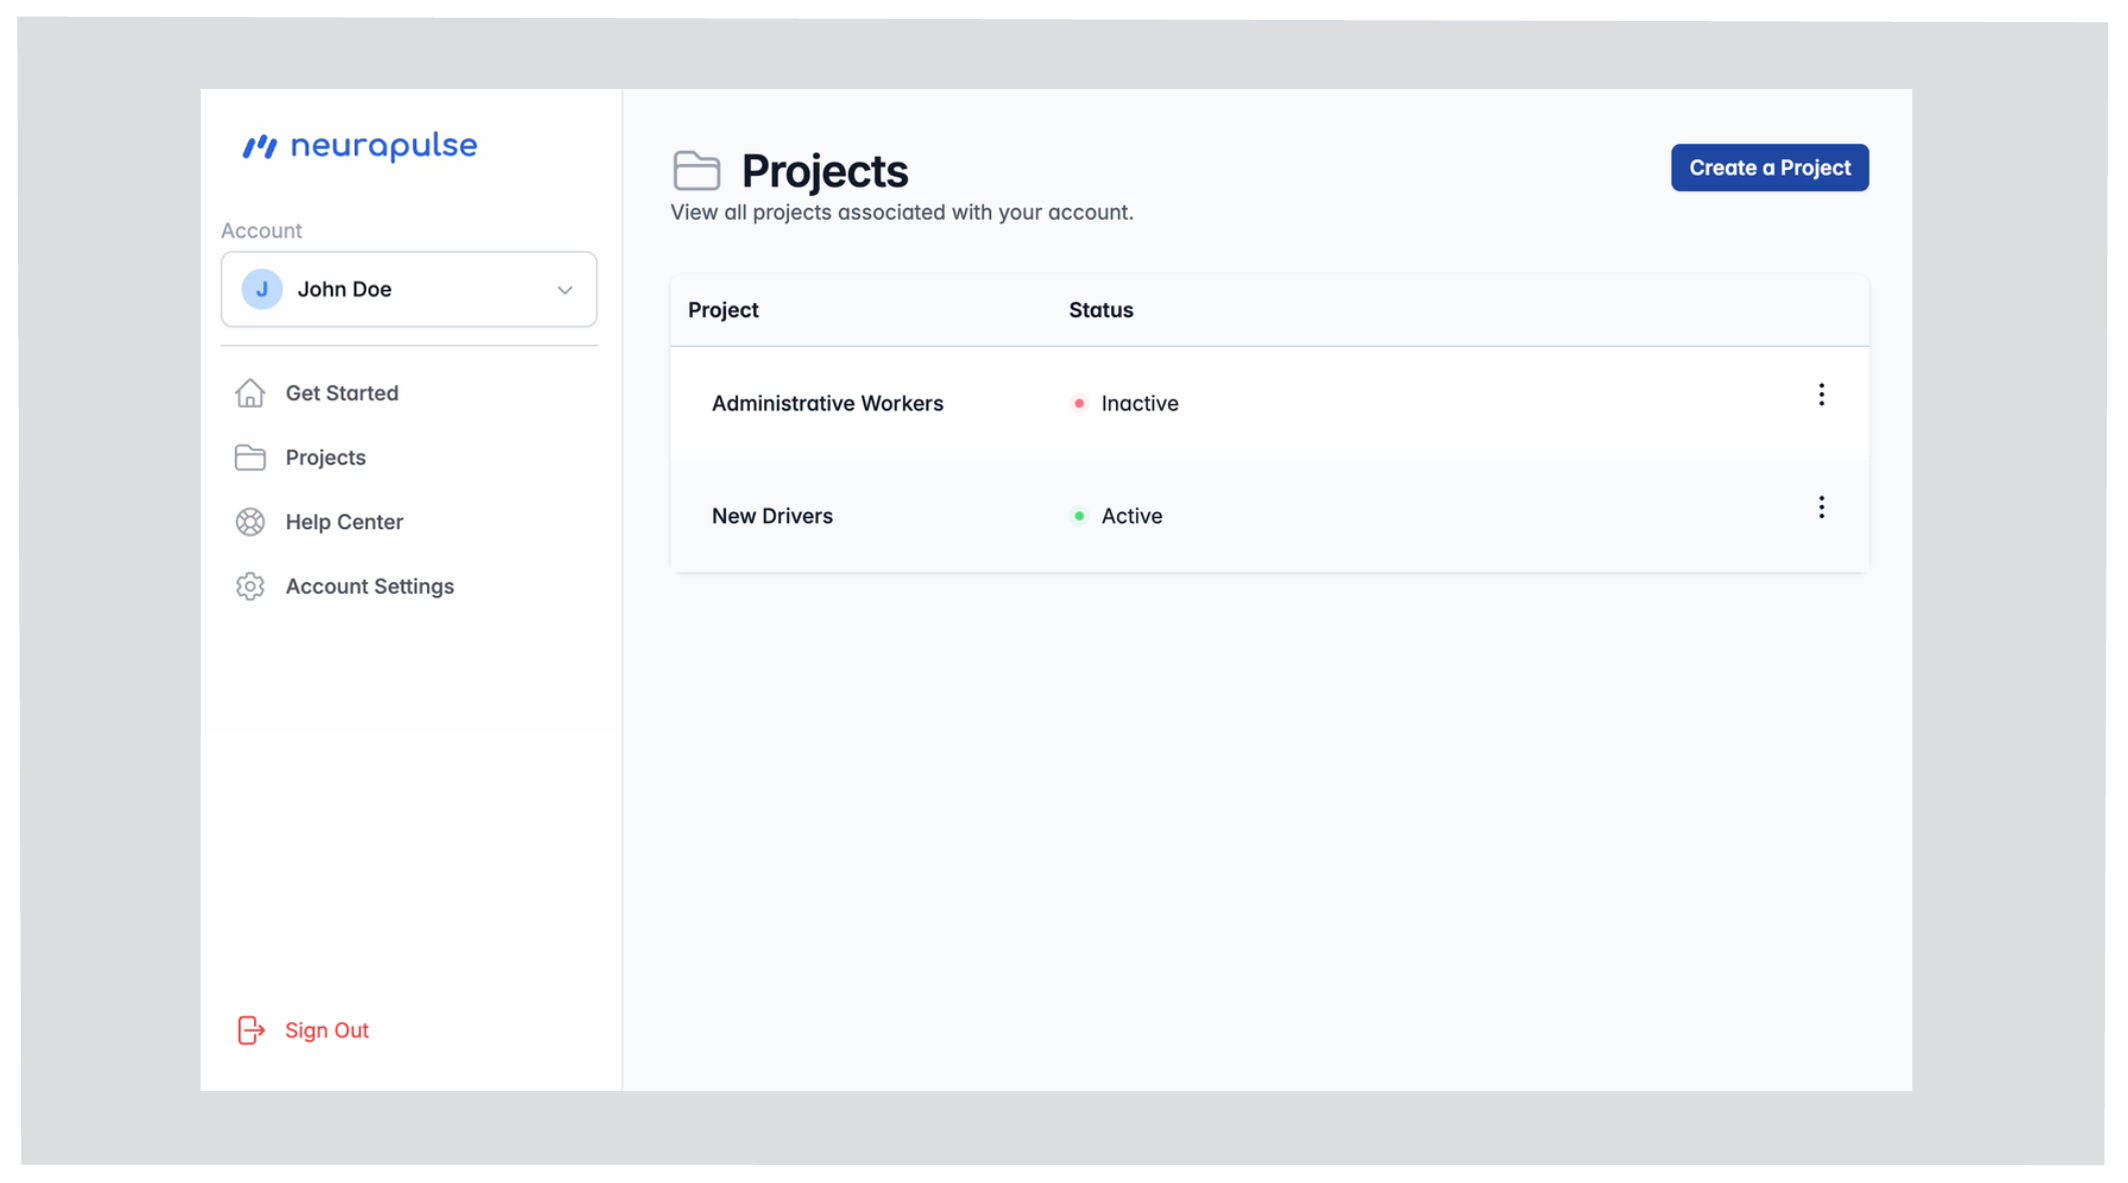 neurapulse
Account
J John Doe
Get Started
Projects
Help Center
Account Settings
Sign Out
Projects
Create a Project
View all projects associated with your account.
Project Status
Administrative Workers Inactive
New Drivers Active